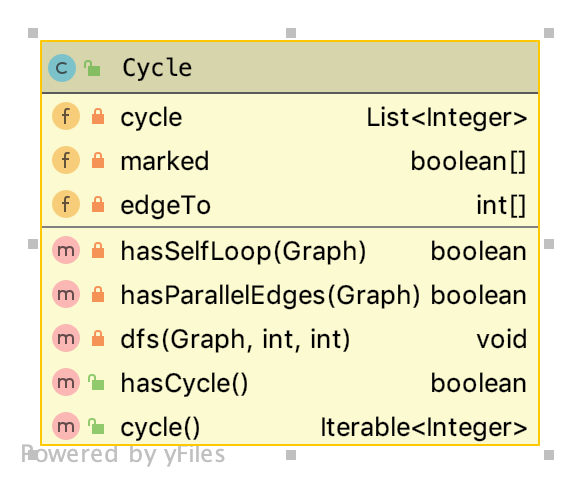 C Cycle
f cycle List<Integer>
f marked boolean[]
f edgeTo int[]
m hasSelfLoop(Graph) boolean
m hasParallelEdges(Graph) boolean
m dfs(Graph, int, int) void
m hasCycle() boolean
m cycle() Iterable<Integer>
Powered by yFiles